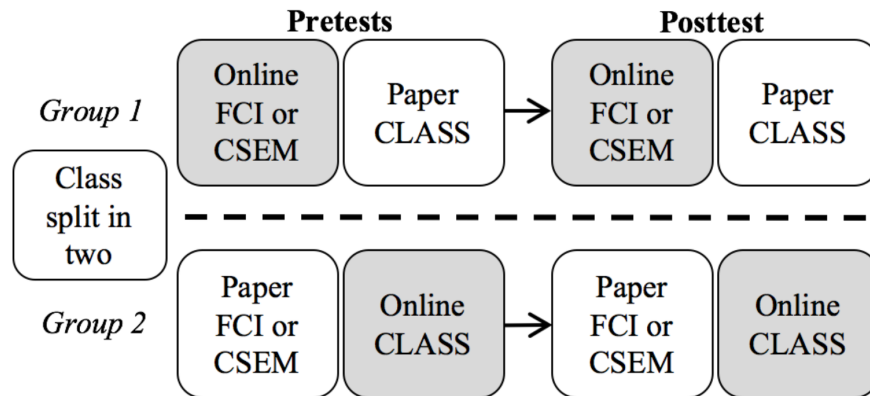 Pretests
Posttest
Group 1
Online
FCI or
CSEM
Paper
CLASS
Online
FCI or
CSEM
Paper
CLASS
Class
split in
two
Group 2
Paper
FCI or
CSEM
Online
CLASS
Paper
FCI or
CSEM
Online
CLASS